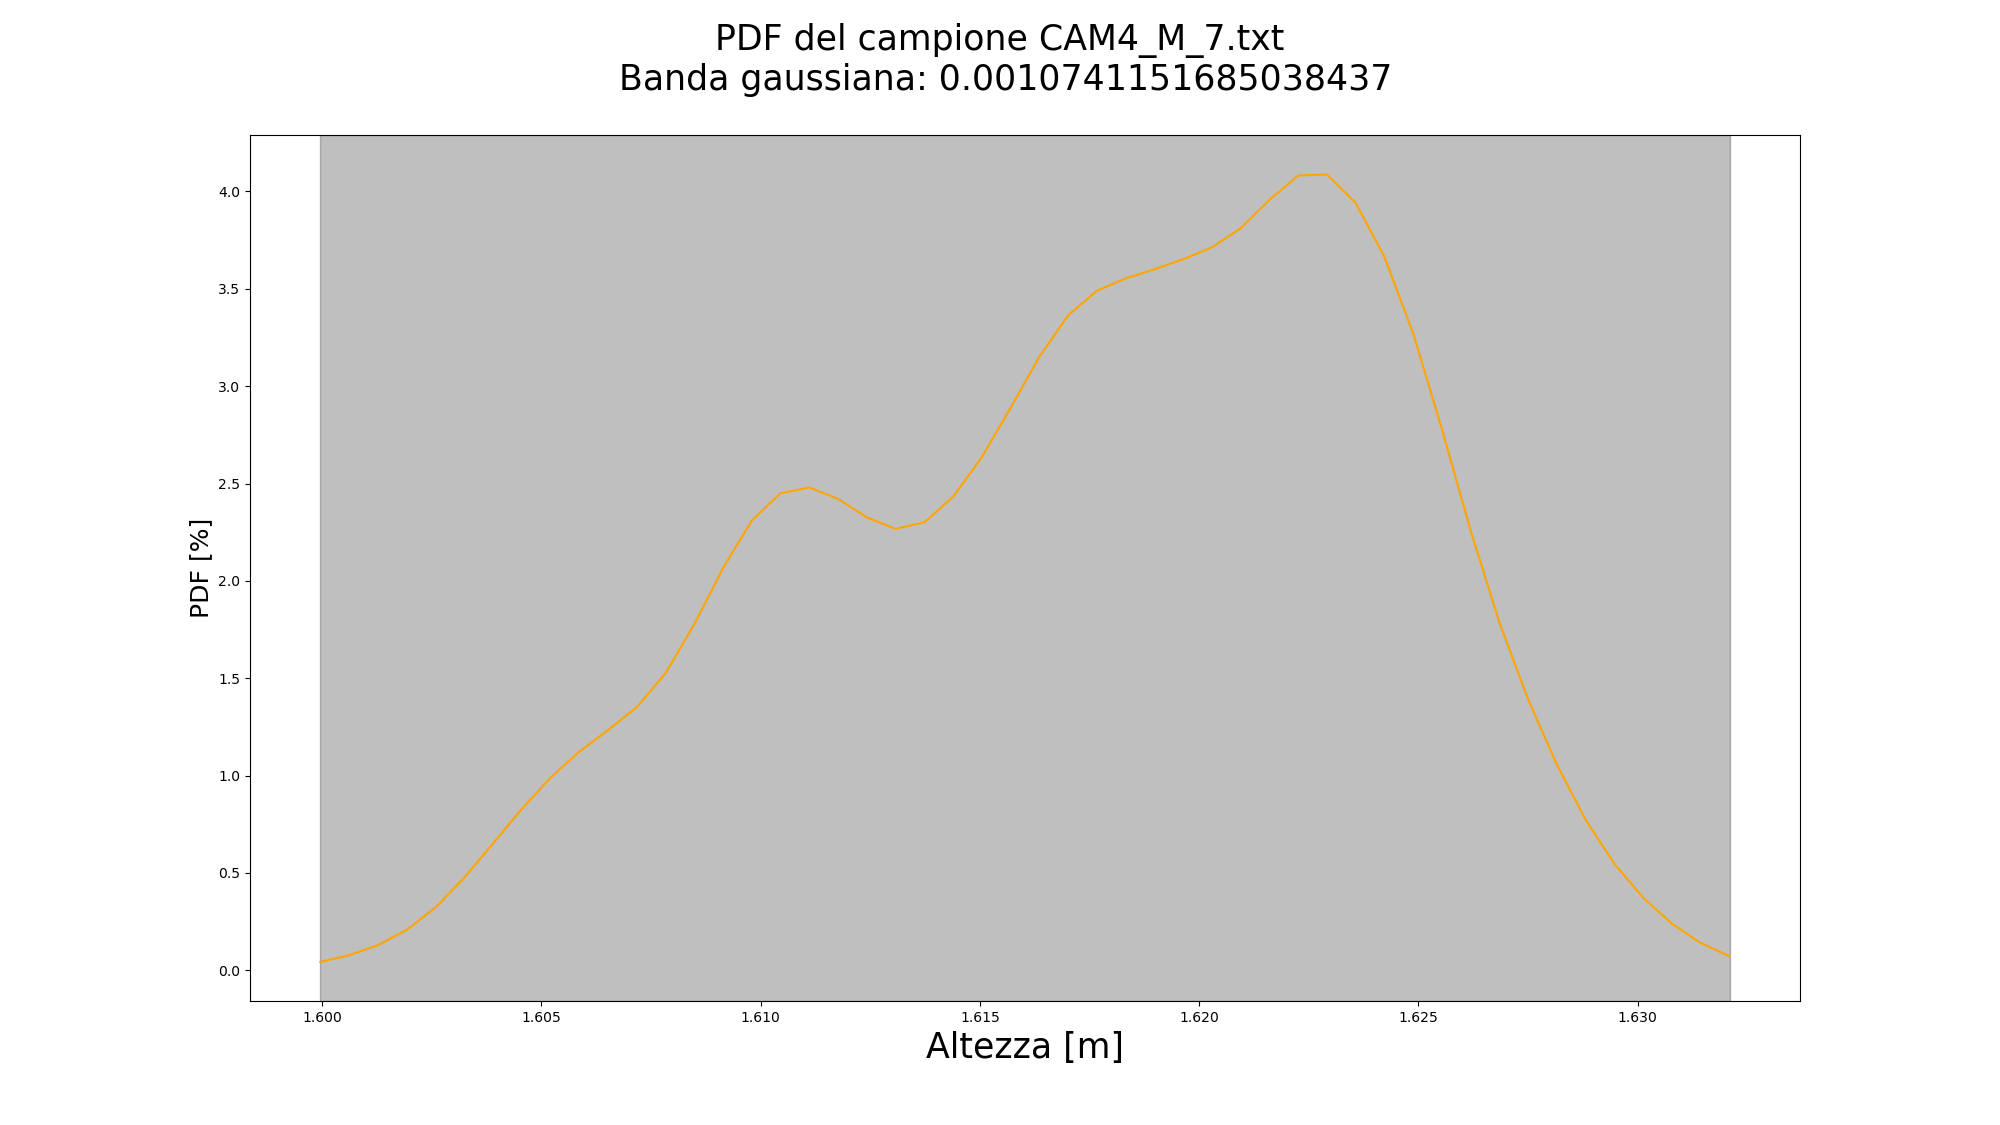 PDF del campione CAM4_M_7.txt
Banda gaussiana: 0.0010741151685038437
4.0
3.5
3.0
2.5
2.0
1.5
1.0
0.5
0.0
PDF [%]
1.600 1.605 1.610 1.615 1.620 1.625 1.630
Altezza [m]